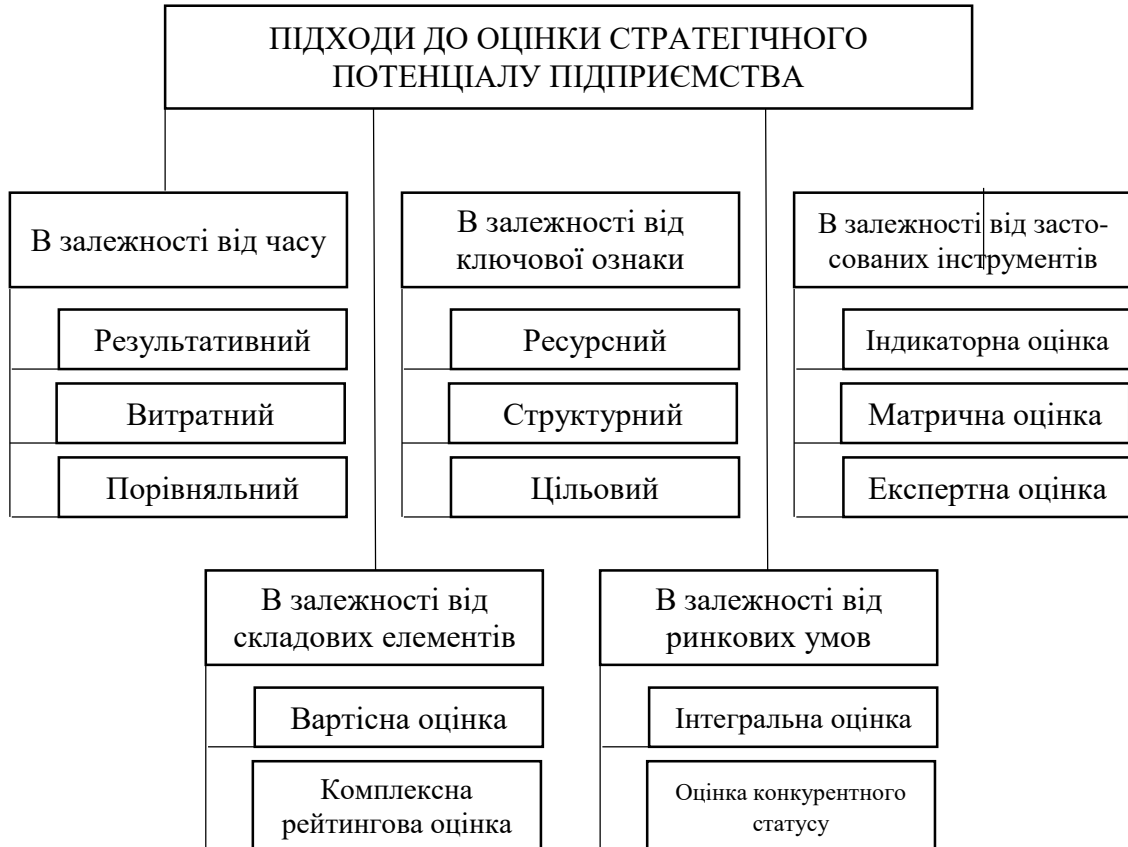 ПІДХОДИ ДО ОЦІНКИ СТРАТЕГІЧНОГО
ПОТЕНЦІАЛУ ПІДПРИЄМСТВА
В залежності від часу
Результативний
Витратний
Порівняльний
В залежності від
ключової ознаки
Ресурсний
Структурний
Цільовий
В залежності від засто-
сованих інструментів
Індикаторна оцінка
Матрична оцінка
Експертна оцінка
В залежності від
складових елементів
Вартісна оцінка
Комплексна
рейтингова оцінка
В залежності від
ринкових умов
Інтегральна оцінка
Оцінка конкурентного
статусу